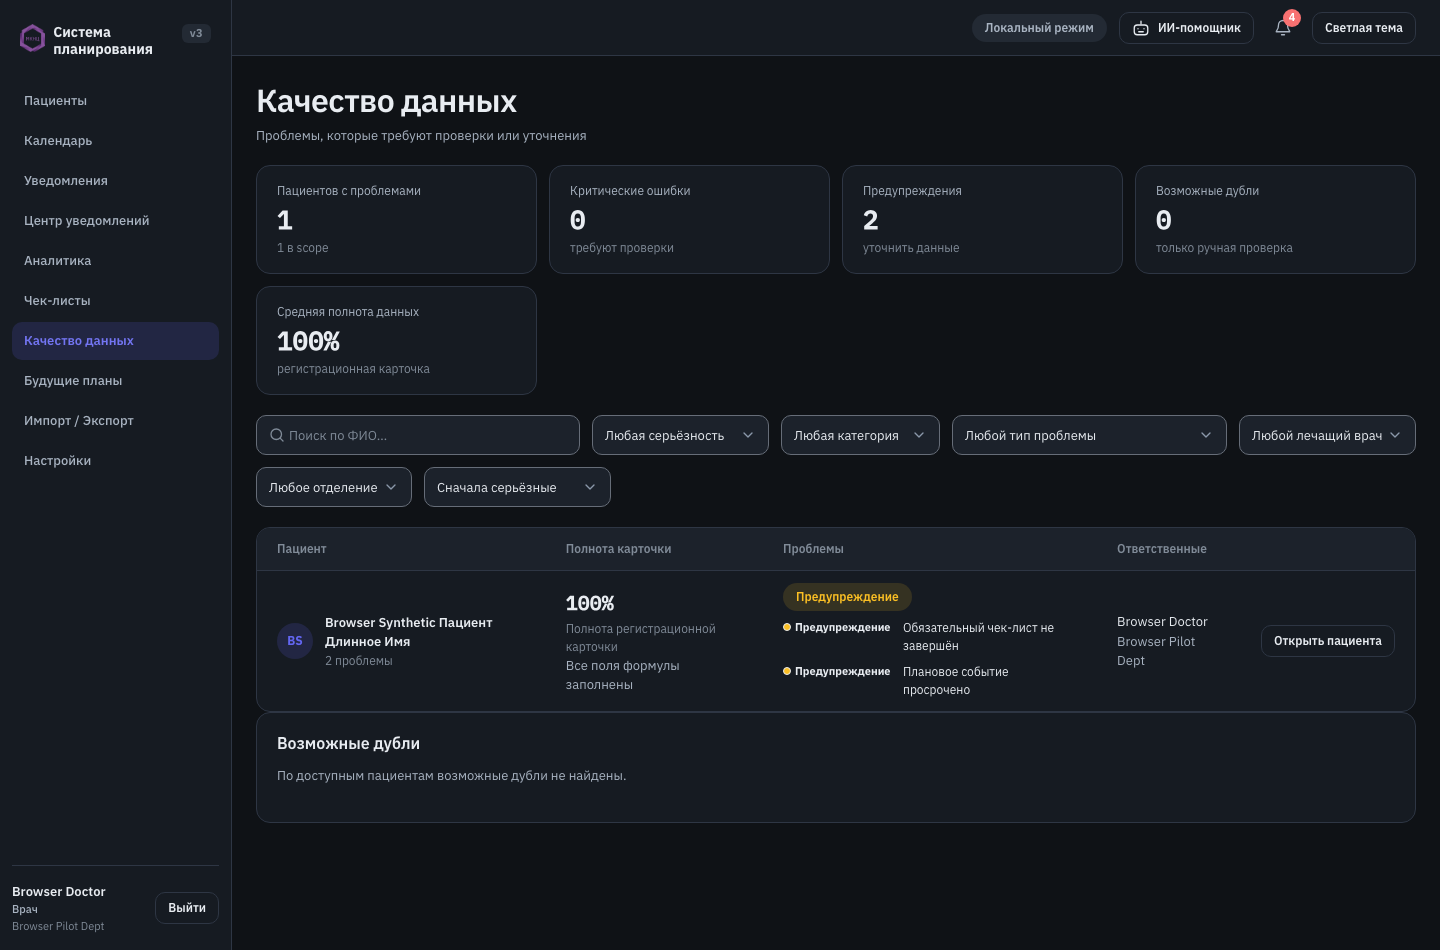 Система
планирования
v3
Пациенты
Календарь
Уведомления
Центр уведомлений
Аналитика
Чек-листы
Качество данных
Будущие планы
Импорт / Экспорт
Настройки
Browser Doctor
Врач
Browser Pilot Dept
Выйти
Локальный режим
ИИ-помощник
4
Светлая тема
Качество данных
Проблемы, которые требуют проверки или уточнения
Пациентов с проблемами
1
1 в scope
Критические ошибки
0
требуют проверки
Предупреждения
2
уточнить данные
Возможные дубли
0
только ручная проверка
Средняя полнота данных
100%
регистрационная карточка
Поиск по ФИО...
Любая серьёзность
Любая категория
Любой тип проблемы
Любой лечащий врач
Любое отделение
Сначала серьёзные
Пациент
Полнота карточки
Проблемы
Ответственные
BS
Browser Synthetic Пациент
Длинное Имя
2 проблемы
100%
Полнота регистрационной
карточки
Все поля формулы
заполнены
Предупреждение
Предупреждение
Обязательный чек-лист не
завершён
Предупреждение
Плановое событие
просрочено
Browser Doctor
Browser Pilot
Dept
Открыть пациента
Возможные дубли
По доступным пациентам возможные дубли не найдены.